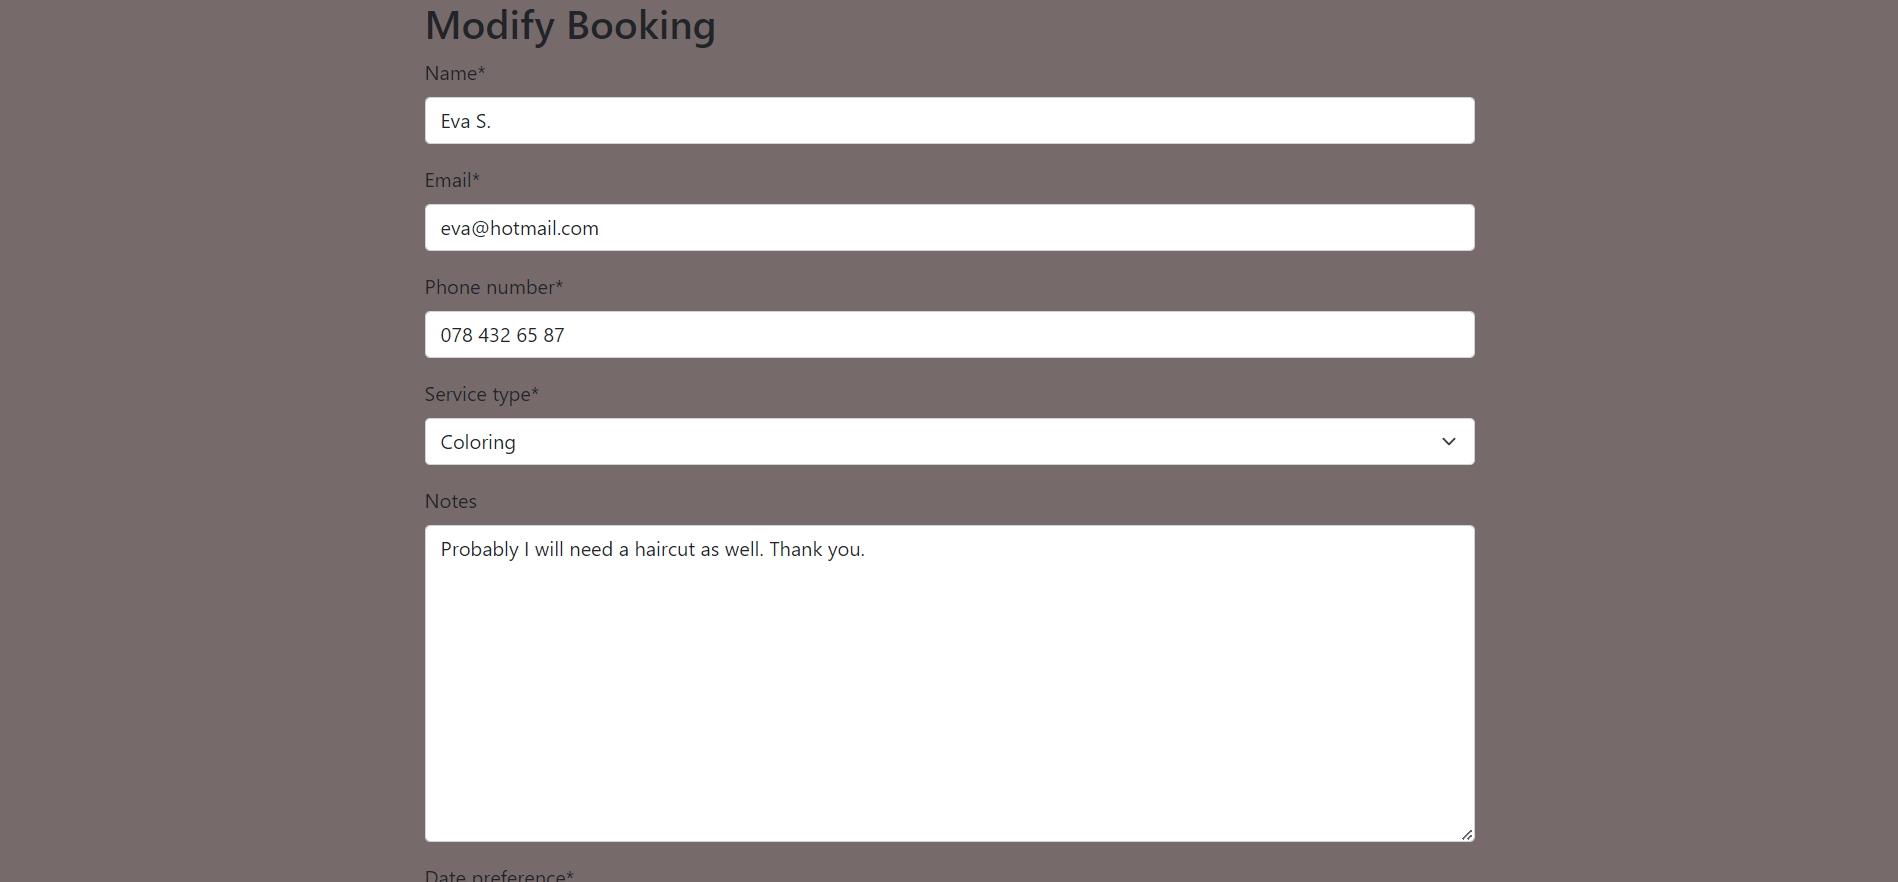 Modify Booking
Name*
Eva S.
Email*
eva@hotmail.com
Phone number*
078 432 65 87
Service type*
Coloring
Notes
Probably I will need a haircut as well. Thank you.
Date preference*